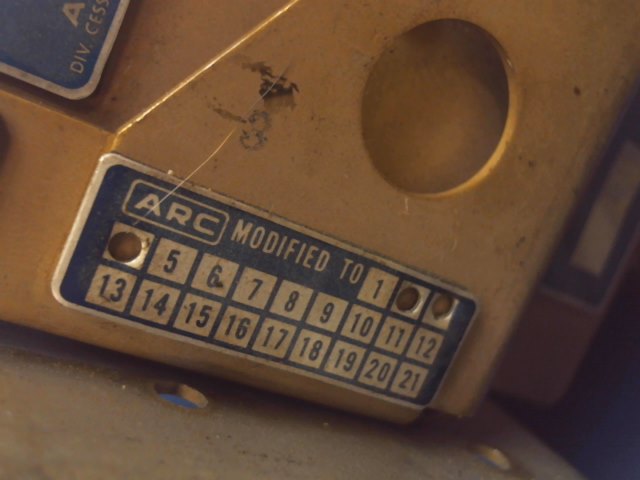 A
DIV. CESS
ARC MODIFIED TO 1
5 6 7 8 9 10 11 12
13 14 15 16 17 18 19 20 21